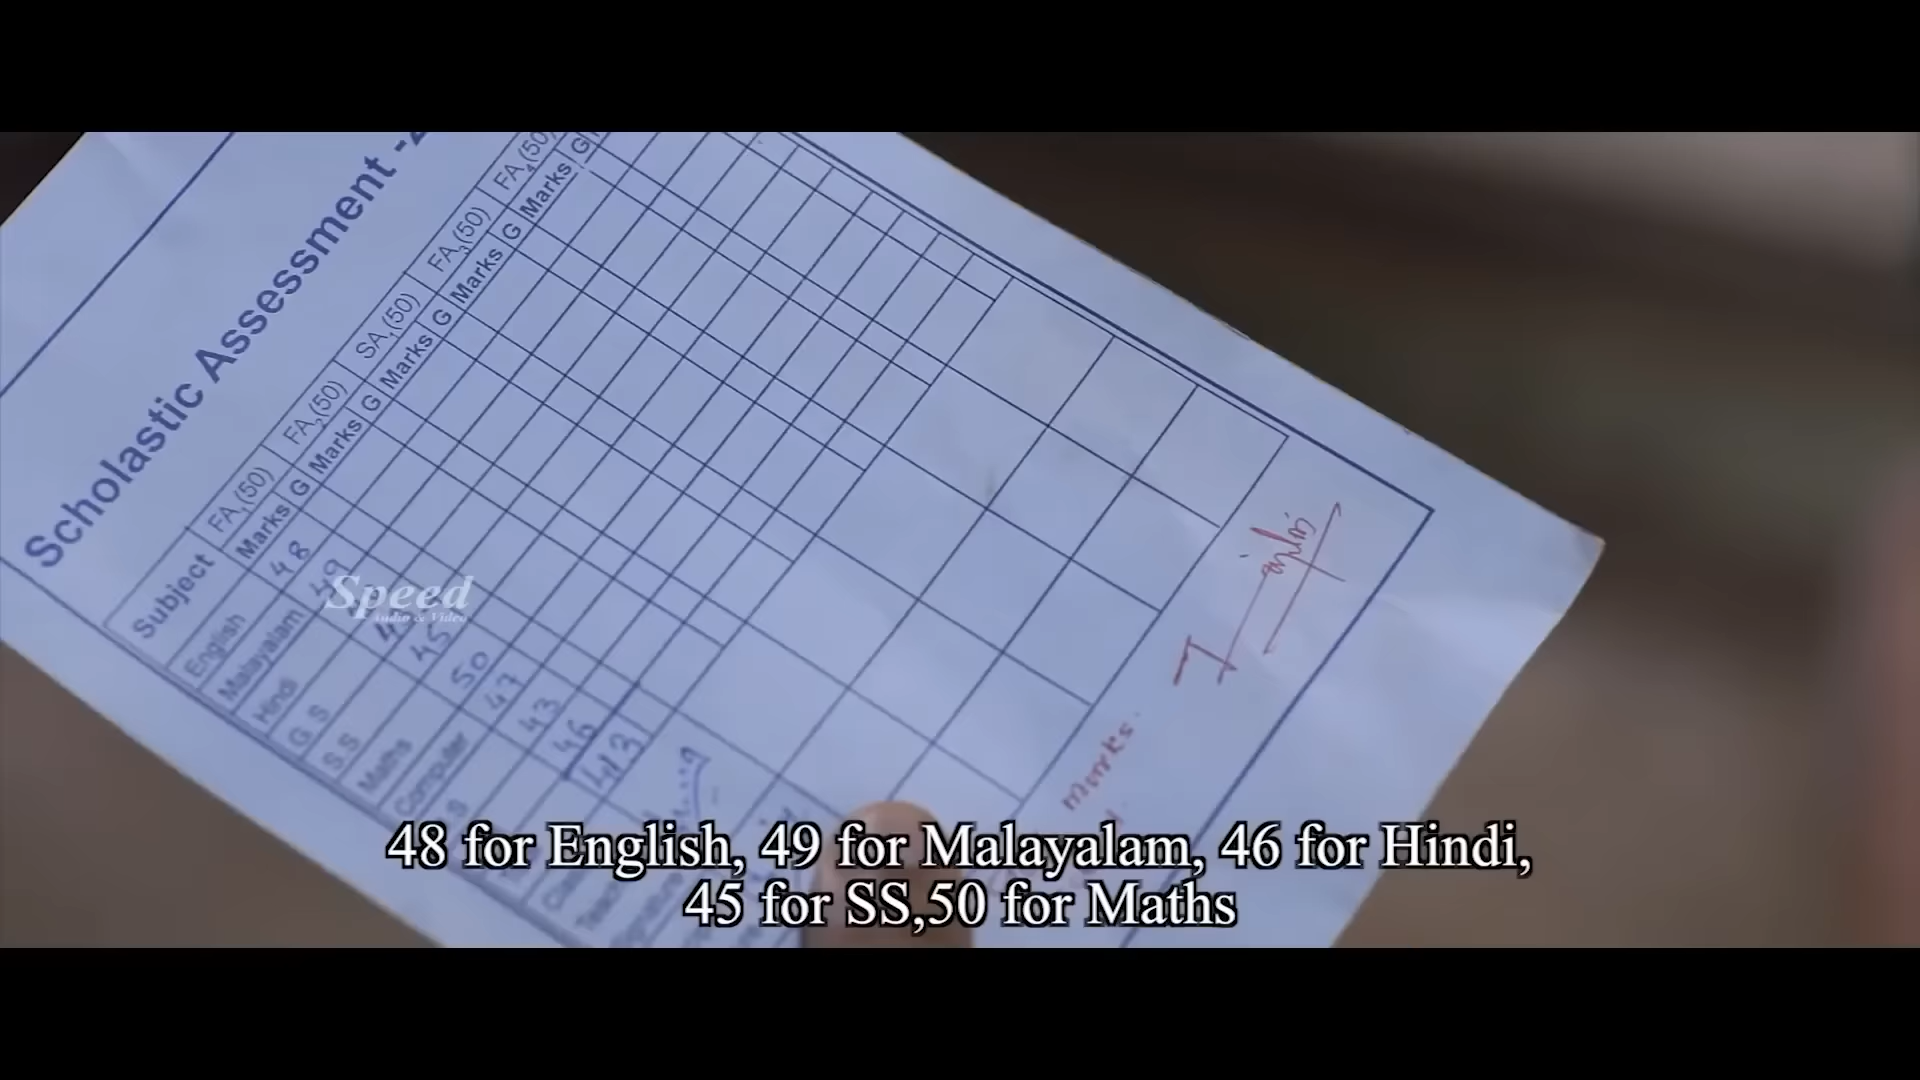 Scholastic Assessment -
Subject FA1(50) FA2(50) SA1(50) FA3(50) FA4(50)
Marks G Marks G Marks G Marks G Marks G
English 48
Malayalam 49
Hindi
G S 45
S S 50
Maths 47
Computer 43
46
413
marks.
Speed
Audio & Video
48 for English, 49 for Malayalam, 46 for Hindi,
45 for SS,50 for Maths